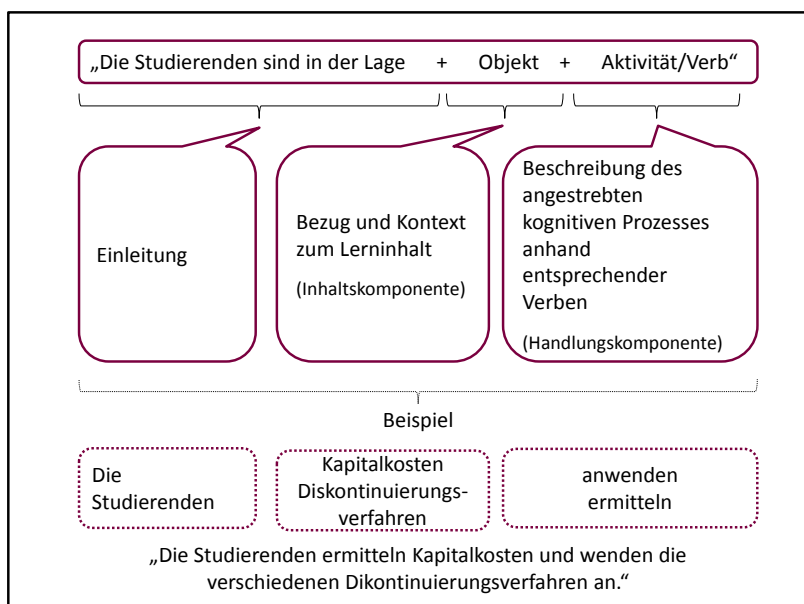 „Die Studierenden sind in der Lage + Objekt + Aktivität/Verb“
Einleitung
Bezug und Kontext
zum Lerninhalt
(Inhaltskomponente)
Beschreibung des
angestrebten
kognitiven Prozesses
anhand
entsprechender
Verben
(Handlungskomponente)
Beispiel
Die
Studierenden
Kapitalkosten
Diskontinuierungs-
verfahren
anwenden
ermitteln
„Die Studierenden ermitteln Kapitalkosten und wenden die
verschiedenen Dikontinuierungsverfahren an.“